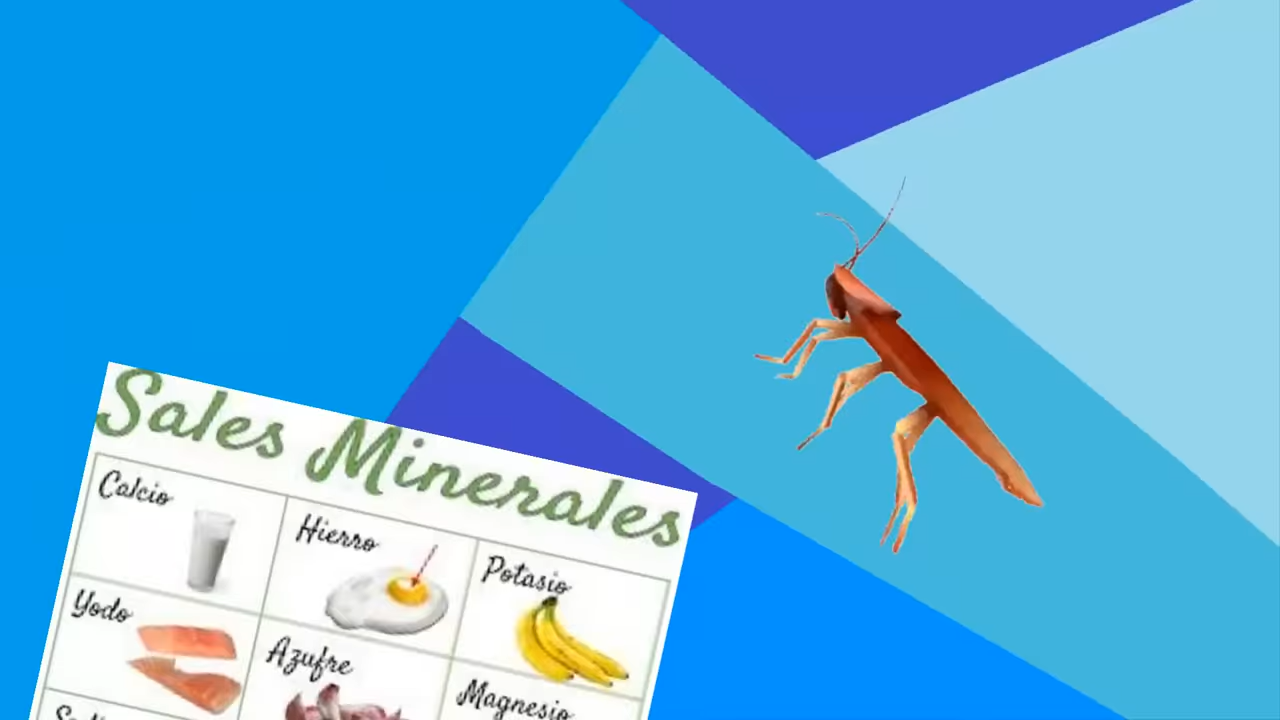 Sales Minerales
Calcio
Hierro
Potasio
Yodo
Azufre
Magnesio